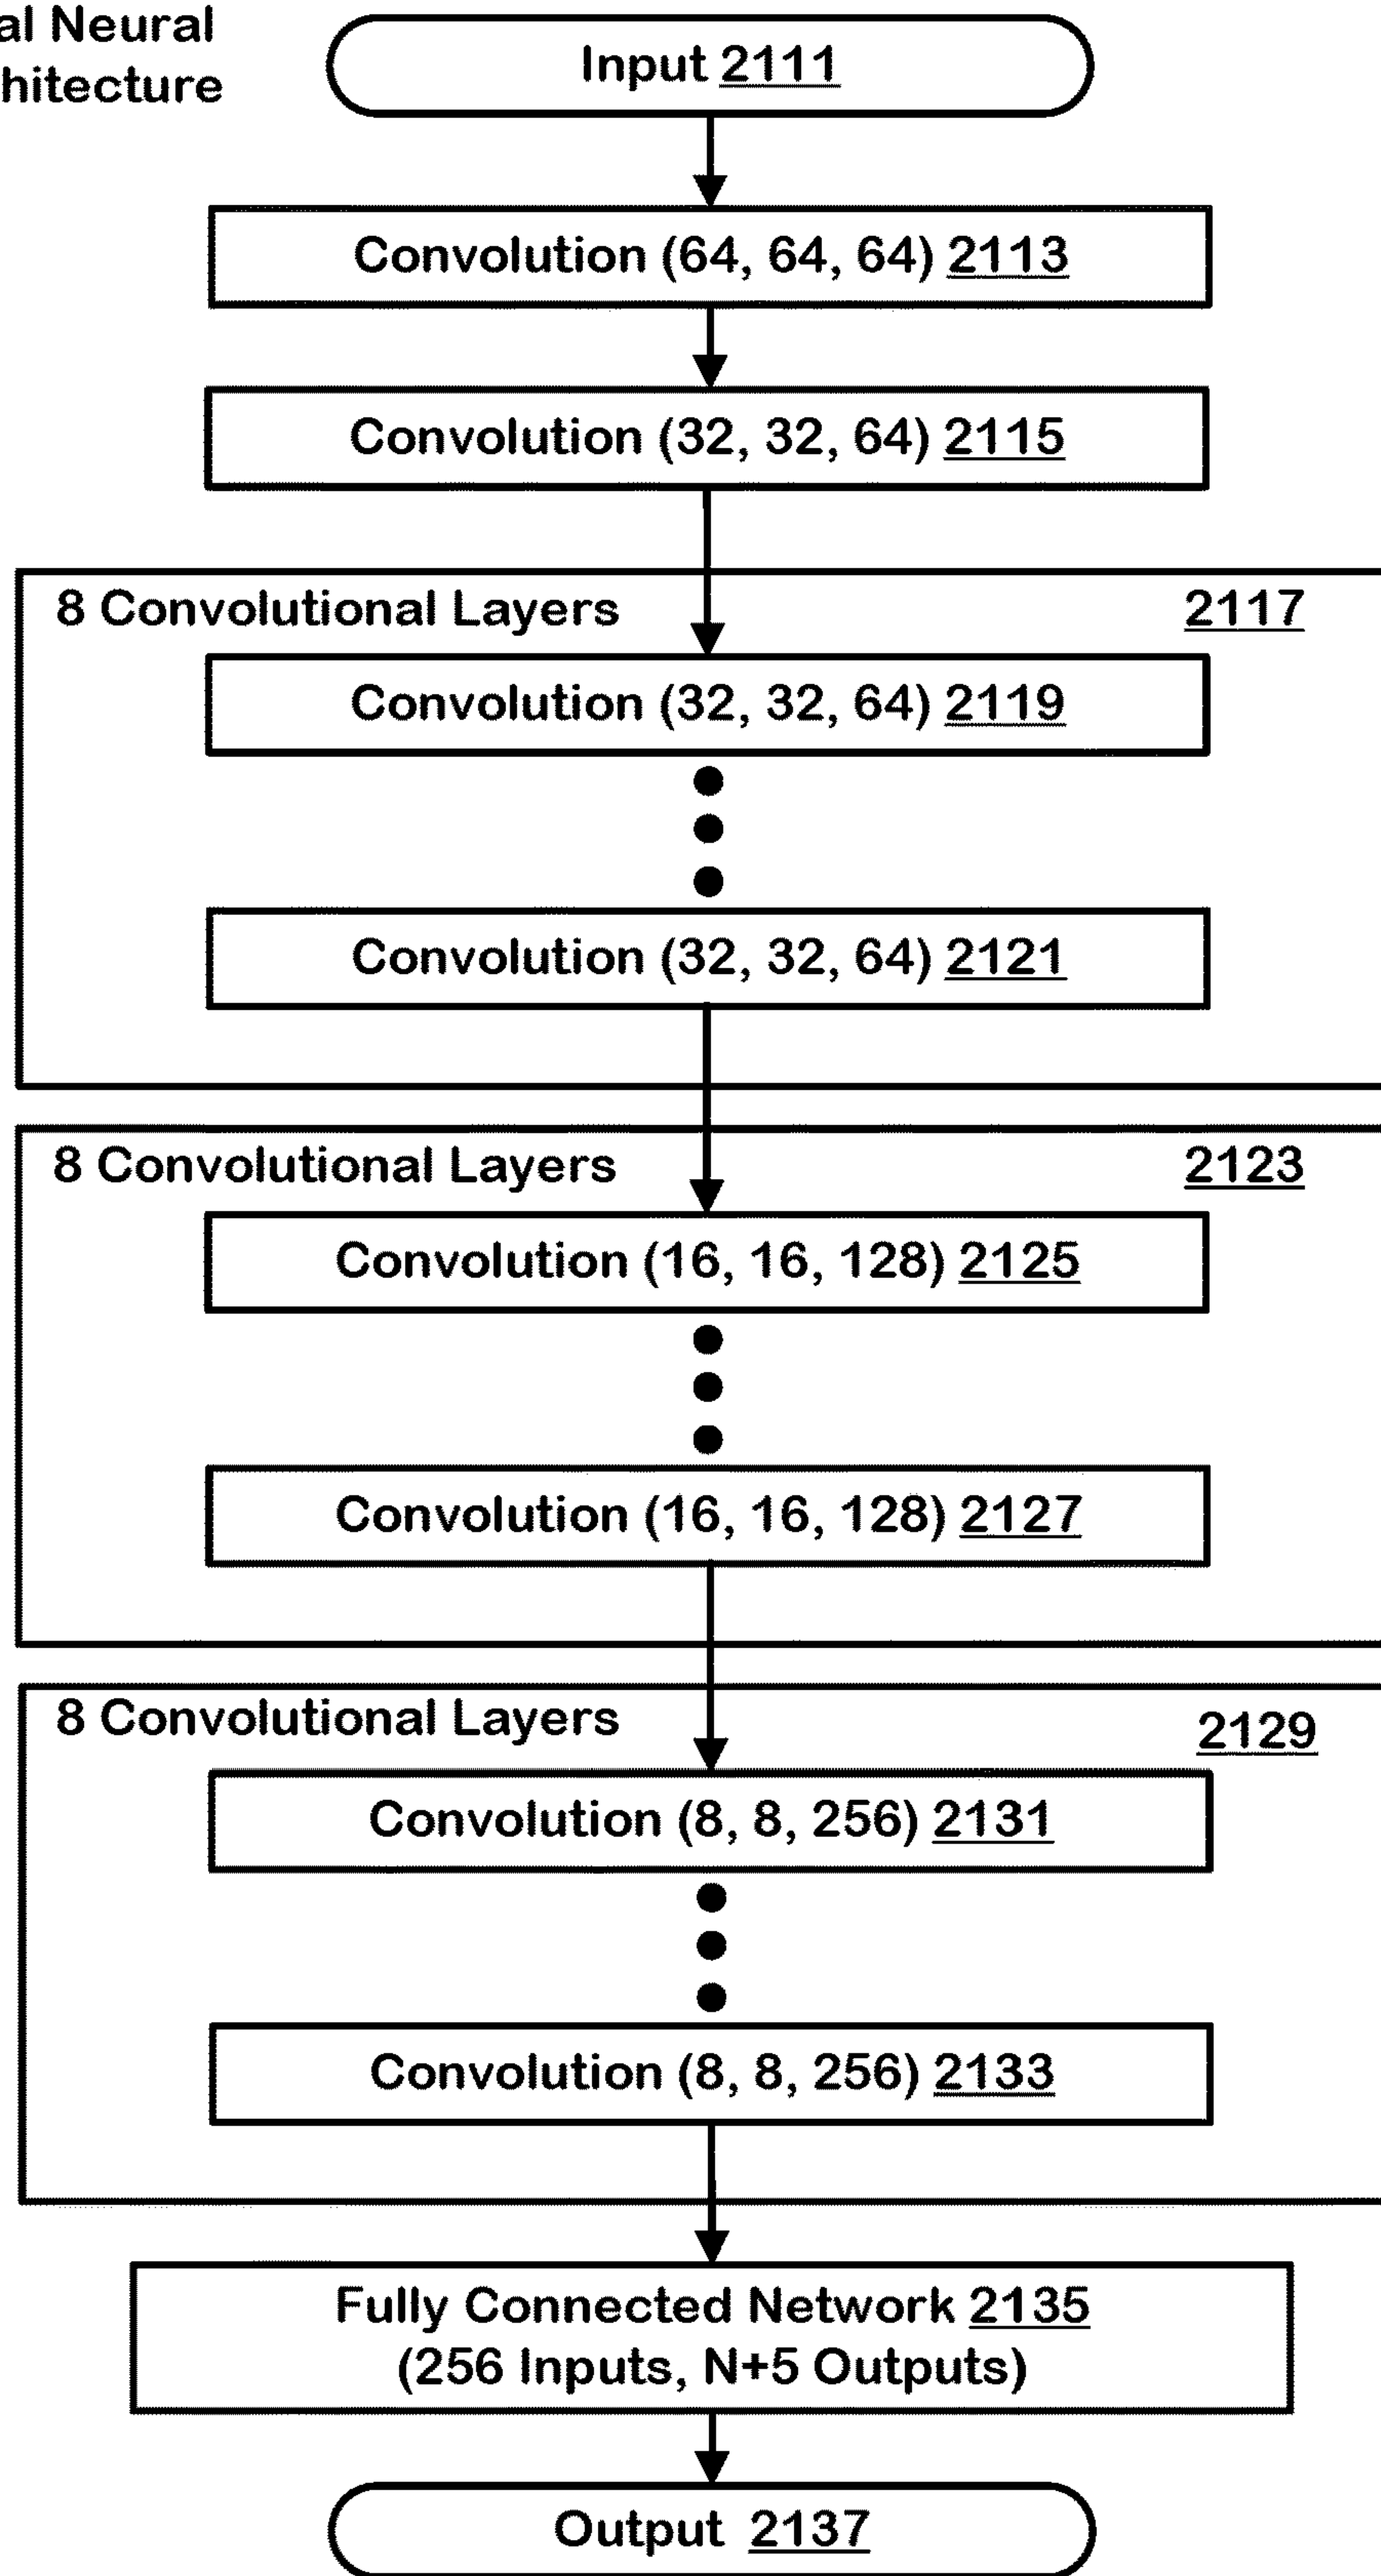 al Neural
hitecture
Input 2111
Convolution (64, 64, 64) 2113
Convolution (32, 32, 64) 2115
8 Convolutional Layers 2117
Convolution (32, 32, 64) 2119
Convolution (32, 32, 64) 2121
8 Convolutional Layers 2123
Convolution (16, 16, 128) 2125
Convolution (16, 16, 128) 2127
8 Convolutional Layers 2129
Convolution (8, 8, 256) 2131
Convolution (8, 8, 256) 2133
Fully Connected Network 2135
(256 Inputs, N+5 Outputs)
Output 2137